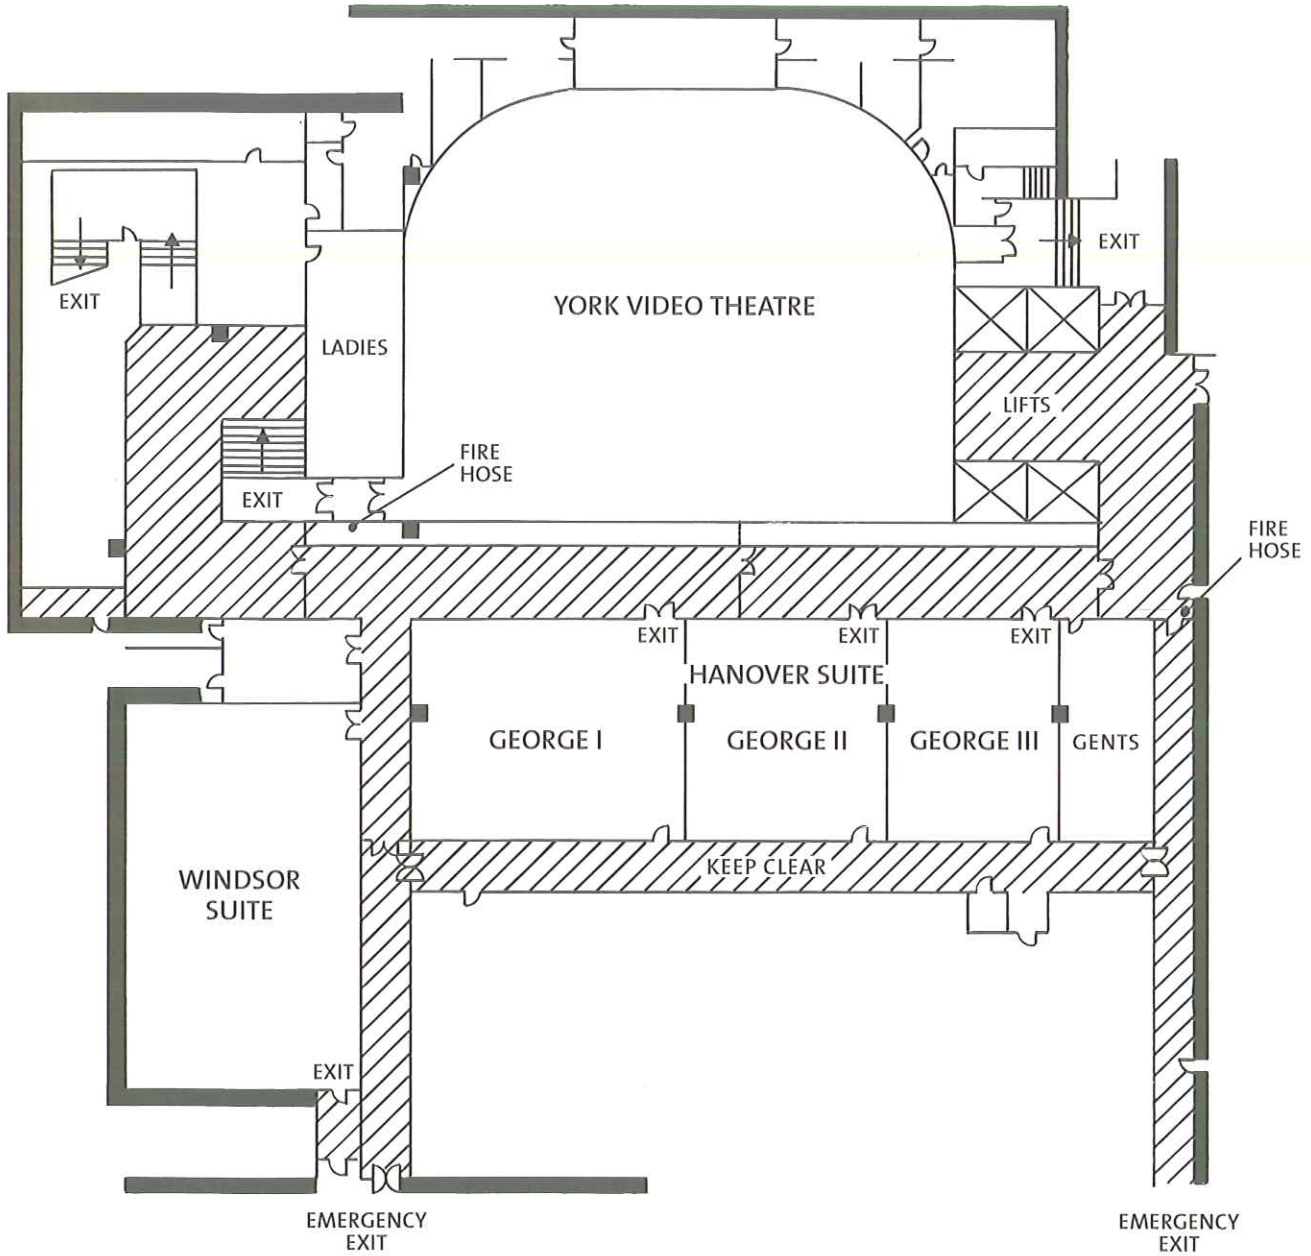 EXIT
EXIT
YORK VIDEO THEATRE
LADIES
LIFTS
FIRE
HOSE
EXIT
FIRE
HOSE
EXIT
EXIT
EXIT
HANOVER SUITE
GEORGE I
GEORGE II
GEORGE III
GENTS
KEEP CLEAR
WINDSOR
SUITE
EXIT
EMERGENCY
EXIT
EMERGENCY
EXIT